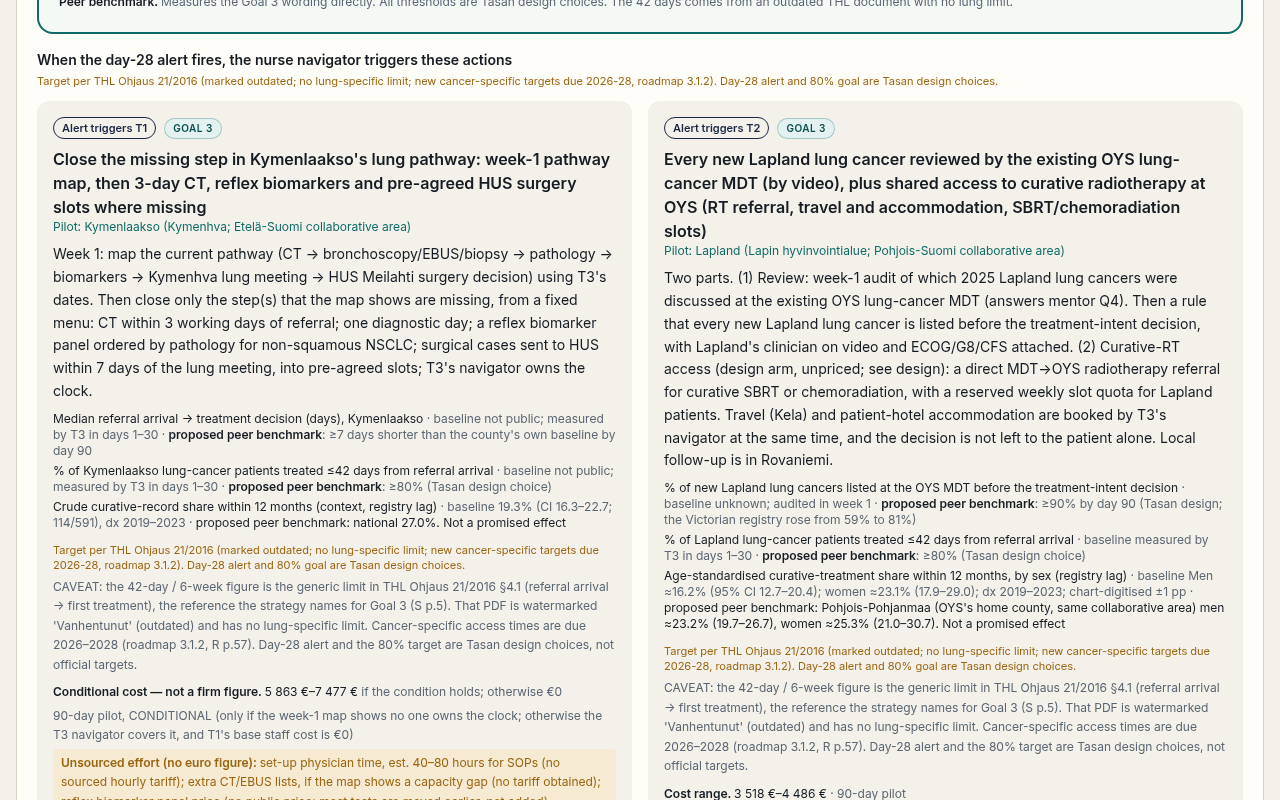 Peer benchmark. Measures the Goal 3 wording directly. All thresholds are Tasan design choices. The 42 days comes from an outdated THL document with no lung limit.
When the day-28 alert fires, the nurse navigator triggers these actions
Target per THL Ohjaus 21/2016 (marked outdated; no lung-specific limit; new cancer-specific targets due 2026-28, roadmap 3.1.2). Day-28 alert and 80% goal are Tasan design choices.
Alert triggers T1 GOAL 3
Close the missing step in Kymenlaakso's lung pathway: week-1 pathway
map, then 3-day CT, reflex biomarkers and pre-agreed HUS surgery
slots where missing
Pilot: Kymenlaakso (Kymenhva; Etelä-Suomi collaborative area)
Week 1: map the current pathway (CT → bronchoscopy/EBUS/biopsy → pathology →
biomarkers → Kymenhva lung meeting → HUS Meilahti surgery decision) using T3's
dates. Then close only the step(s) that the map shows are missing, from a fixed
menu: CT within 3 working days of referral; one diagnostic day; a reflex biomarker
panel ordered by pathology for non-squamous NSCLC; surgical cases sent to HUS
within 7 days of the lung meeting, into pre-agreed slots; T3's navigator owns the
clock.
Median referral arrival → treatment decision (days), Kymenlaakso · baseline not public; measured
by T3 in days 1–30 · proposed peer benchmark: ≥7 days shorter than the county's own baseline by
day 90
% of Kymenlaakso lung-cancer patients treated ≤42 days from referral arrival · baseline not public;
measured by T3 in days 1–30 · proposed peer benchmark: ≥80% (Tasan design choice)
Crude curative-record share within 12 months (context, registry lag) · baseline 19.3% (CI 16.3–22.7;
114/591), dx 2019–2023 · proposed peer benchmark: national 27.0%. Not a promised effect
Target per THL Ohjaus 21/2016 (marked outdated; no lung-specific limit; new cancer-specific targets due
2026-28, roadmap 3.1.2). Day-28 alert and 80% goal are Tasan design choices.
CAVEAT: the 42-day / 6-week figure is the generic limit in THL Ohjaus 21/2016 §4.1 (referral arrival
→ first treatment), the reference the strategy names for Goal 3 (S p.5). That PDF is watermarked
'Vanhentunut' (outdated) and has no lung-specific limit. Cancer-specific access times are due
2026–2028 (roadmap 3.1.2, R p.57). Day-28 alert and the 80% target are Tasan design choices, not
official targets.
Conditional cost — not a firm figure. 5 863 €–7 477 € if the condition holds; otherwise €0
90-day pilot, CONDITIONAL (only if the week-1 map shows no one owns the clock; otherwise the
T3 navigator covers it, and T1's base staff cost is €0)
Unsourced effort (no euro figure): set-up physician time, est. 40–80 hours for SOPs (no
sourced hourly tariff); extra CT/EBUS lists, if the map shows a capacity gap (no tariff obtained);
reflex biomarker panel price (no public price; most tests are moved earlier, not added)
Alert triggers T2 GOAL 3
Every new Lapland lung cancer reviewed by the existing OYS lung-
cancer MDT (by video), plus shared access to curative radiotherapy at
OYS (RT referral, travel and accommodation, SBRT/chemoradiation
slots)
Pilot: Lapland (Lapin hyvinvointialue; Pohjois-Suomi collaborative area)
Two parts. (1) Review: week-1 audit of which 2025 Lapland lung cancers were
discussed at the existing OYS lung-cancer MDT (answers mentor Q4). Then a rule
that every new Lapland lung cancer is listed before the treatment-intent decision,
with Lapland's clinician on video and ECOG/G8/CFS attached. (2) Curative-RT
access (design arm, unpriced; see design): a direct MDT→OYS radiotherapy referral
for curative SBRT or chemoradiation, with a reserved weekly slot quota for Lapland
patients. Travel (Kela) and patient-hotel accommodation are booked by T3's
navigator at the same time, and the decision is not left to the patient alone. Local
follow-up is in Rovaniemi.
% of new Lapland lung cancers listed at the OYS MDT before the treatment-intent decision ·
baseline unknown; audited in week 1 · proposed peer benchmark: ≥90% by day 90 (Tasan design;
the Victorian registry rose from 59% to 81%)
% of Lapland lung-cancer patients treated ≤42 days from referral arrival · baseline measured by
T3 in days 1–30 · proposed peer benchmark: ≥80% (Tasan design choice)
Age-standardised curative-treatment share within 12 months, by sex (registry lag) · baseline Men
≈16.2% (95% CI 12.7–20.4); women ≈23.1% (17.9–29.0); dx 2019–2023; chart-digitised ±1 pp ·
proposed peer benchmark: Pohjois-Pohjanmaa (OYS's home county, same collaborative area) men
≈23.2% (19.7–26.7), women ≈25.3% (21.0–30.7). Not a promised effect
Target per THL Ohjaus 21/2016 (marked outdated; no lung-specific limit; new cancer-specific targets due
2026-28, roadmap 3.1.2). Day-28 alert and 80% goal are Tasan design choices.
CAVEAT: the 42-day / 6-week figure is the generic limit in THL Ohjaus 21/2016 §4.1 (referral arrival
→ first treatment), the reference the strategy names for Goal 3 (S p.5). That PDF is watermarked
'Vanhentunut' (outdated) and has no lung-specific limit. Cancer-specific access times are due
2026–2028 (roadmap 3.1.2, R p.57). Day-28 alert and the 80% target are Tasan design choices, not
official targets.
Cost range. 3 518 €–4 486 € · 90-day pilot